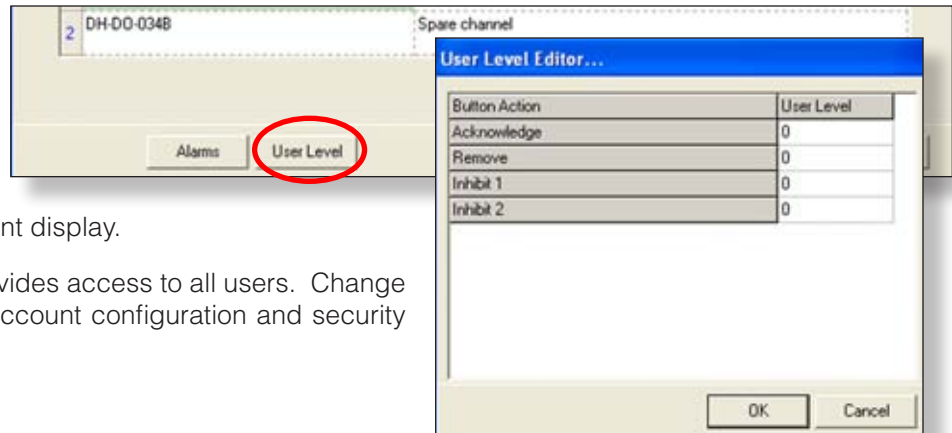 2 DH-DO-034B Spare channel
User Level Editor...
Button Action User Level
Acknowledge 0
Remove 0
Inhibit 1 0
Inhibit 2 0
Alarms User Level
nt display.
vides access to all users. Change
ccount configuration and security
OK Cancel